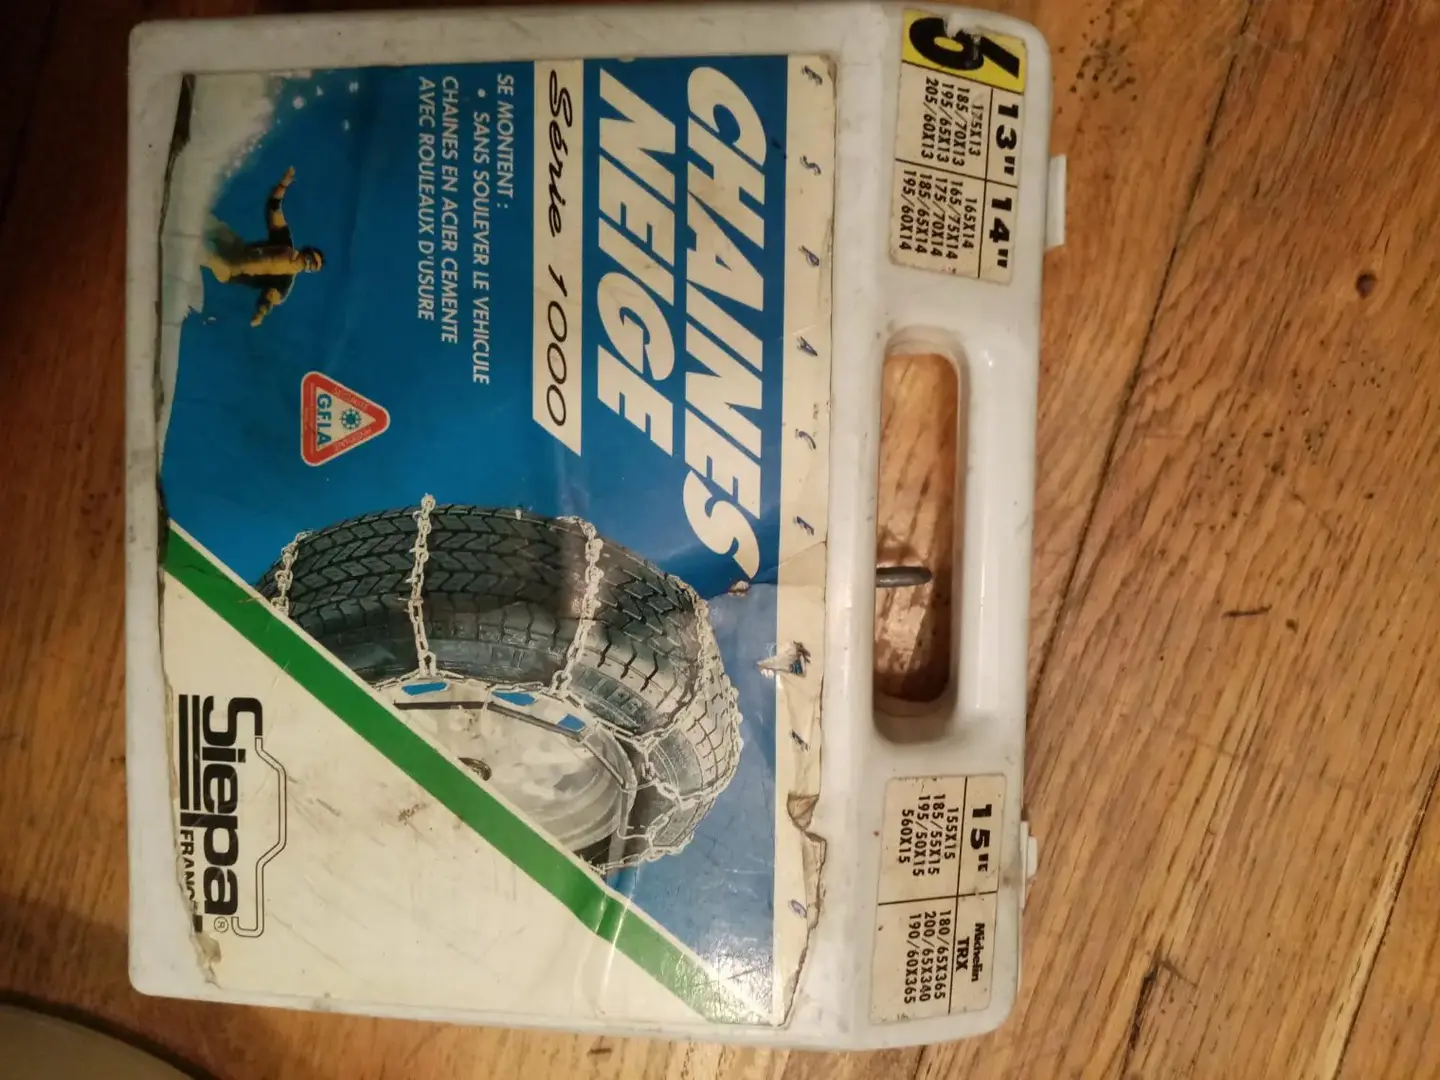 6
13"
175X13
185/70X13
195/65X13
205/60X13
14"
165X14
165/75X14
175/70X14
185/65X14
195/60X14
15"
155X15
185/55X15
195/50X15
560X15
Michelin
TRX
180/65X365
200/65X340
190/60X365
E S P A C E
CHAINES
NEIGE
Série 1000
SE MONTENT :
• SANS SOULEVER LE VEHICULE
CHAINES EN ACIER CEMENTE
AVEC ROULEAUX D'USURE
G.F.I.A.
Siepa®
FRANCE